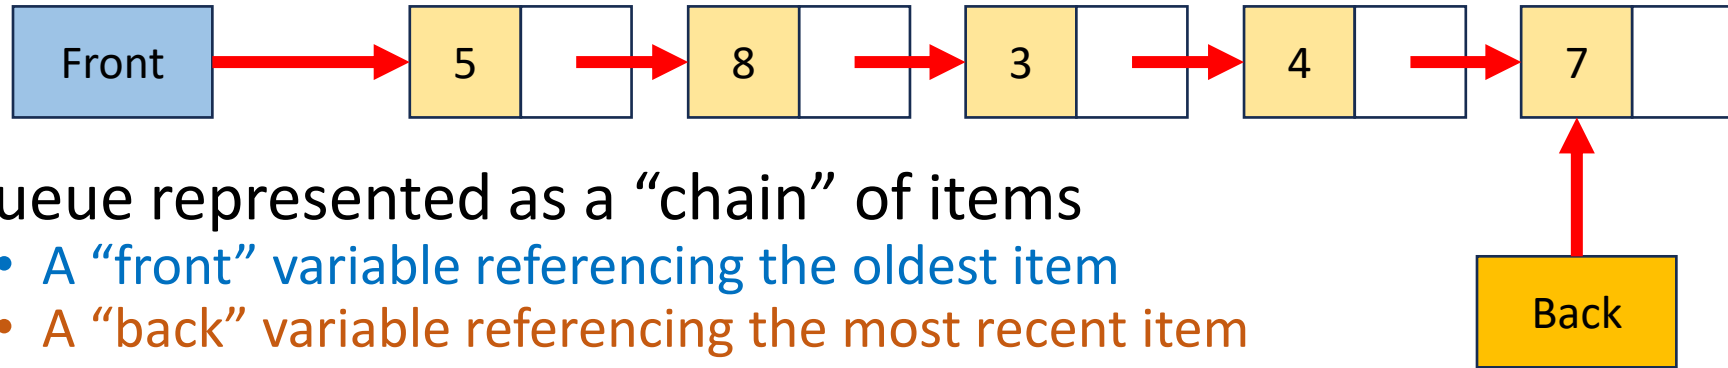 Front 5 8 3 4 7
ueue represented as a “chain” of items
• A “front” variable referencing the oldest item
• A “back” variable referencing the most recent item
Back